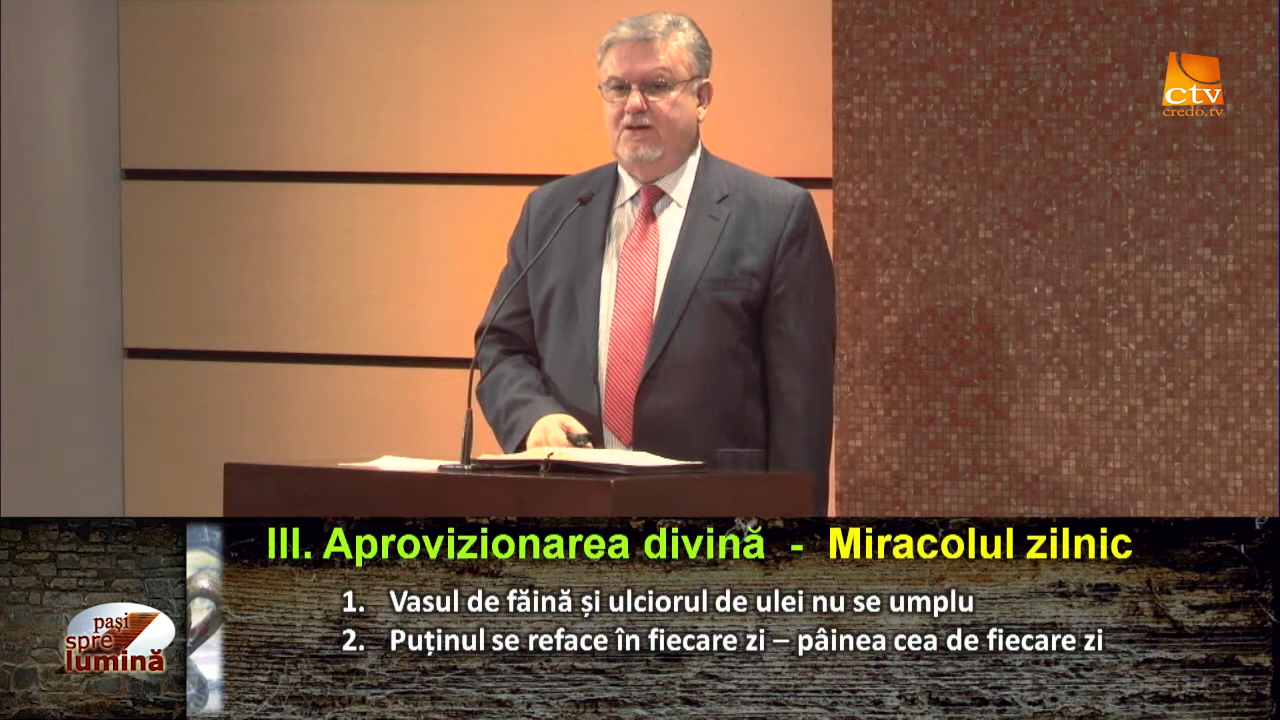 ctv
credo.tv
III. Aprovizionarea divină - Miracolul zilnic
1. Vasul de făină și ulciorul de ulei nu se umplu
2. Puținul se reface în fiecare zi – pâinea cea de fiecare zi
pași
spre
lumină